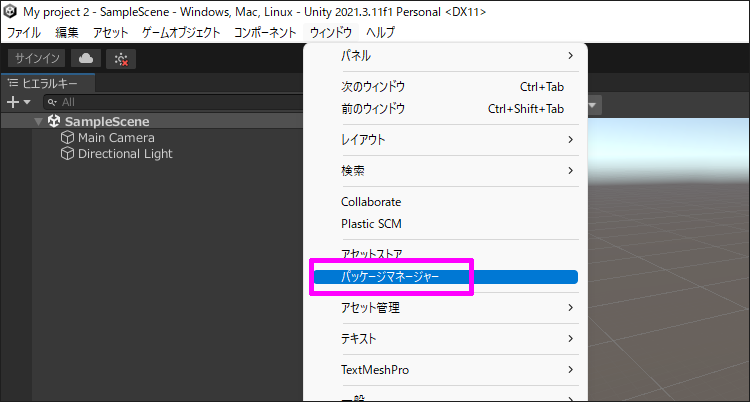 My project 2 - SampleScene - Windows, Mac, Linux - Unity 2021.3.11f1 Personal <DX11>
ファイル 編集 アセット ゲームオブジェクト コンポーネント ウィンドウ ヘルプ
サインイン
ヒエラルキー
All
SampleScene
Main Camera
Directional Light
パネル
次のウィンドウ Ctrl+Tab
前のウィンドウ Ctrl+Shift+Tab
レイアウト
検索
Collaborate
Plastic SCM
アセットストア
パッケージマネージャー
アセット管理
テキスト
TextMeshPro
一般